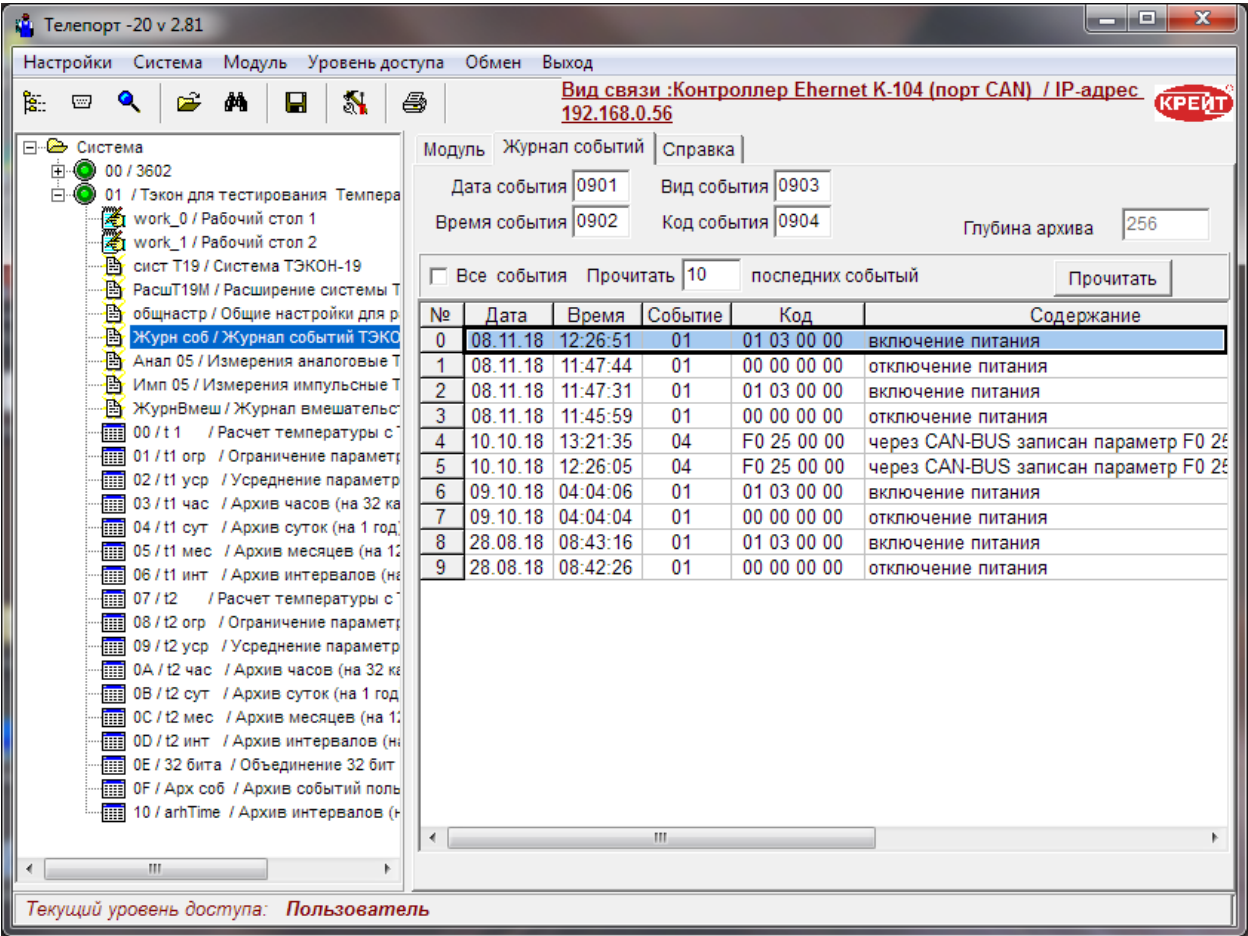 Телепорт -20 v 2.81
Настройки Система Модуль Уровень доступа Обмен Выход
Вид связи :Контроллер Ehernet К-104 (порт CAN) / IP-адрес
192.168.0.56
КРЕЙТ
Система
00 / 3602
01 / Тэкон для тестирования Темпера
work_0 / Рабочий стол 1
work_1 / Рабочий стол 2
сист Т19 / Система ТЭКОН-19
РасшТ19М / Расширение системы Т
общнастр / Общие настройки для р
Журн соб / Журнал событий ТЭКО
Анал 05 / Измерения аналоговые Т
Имп 05 / Измерения импульсные Т
ЖурнВмеш / Журнал вмешательс
00 / t 1 / Расчет температуры с
01 / t1 огр / Ограничение параметр
02 / t1 уср / Усреднение параметр
03 / t1 час / Архив часов (на 32 ка
04 / t1 сут / Архив суток (на 1 год
05 / t1 мес / Архив месяцев (на 12
06 / t1 инт / Архив интервалов (на
07 / t2 / Расчет температуры с
08 / t2 огр / Ограничение параметр
09 / t2 уср / Усреднение параметр
0A / t2 час / Архив часов (на 32 ка
0B / t2 сут / Архив суток (на 1 год
0C / t2 мес / Архив месяцев (на 12
0D / t2 инт / Архив интервалов (на
0E / 32 бита / Объединение 32 бит
0F / Арх соб / Архив событий поль
10 / arhTime / Архив интервалов (н
Модуль Журнал событий Справка
Дата события 0901 Вид события 0903
Время события 0902 Код события 0904 Глубина архива 256
Все события Прочитать 10 последних событый Прочитать
№ Дата Время Событие Код Содержание
0 08.11.18 12:26:51 01 01 03 00 00 включение питания
1 08.11.18 11:47:44 01 00 00 00 00 отключение питания
2 08.11.18 11:47:31 01 01 03 00 00 включение питания
3 08.11.18 11:45:59 01 00 00 00 00 отключение питания
4 10.10.18 13:21:35 04 F0 25 00 00 через CAN-BUS записан параметр F0 25
5 10.10.18 12:26:05 04 F0 25 00 00 через CAN-BUS записан параметр F0 25
6 09.10.18 04:04:06 01 01 03 00 00 включение питания
7 09.10.18 04:04:04 01 00 00 00 00 отключение питания
8 28.08.18 08:43:16 01 01 03 00 00 включение питания
9 28.08.18 08:42:26 01 00 00 00 00 отключение питания
Текущий уровень доступа: Пользователь